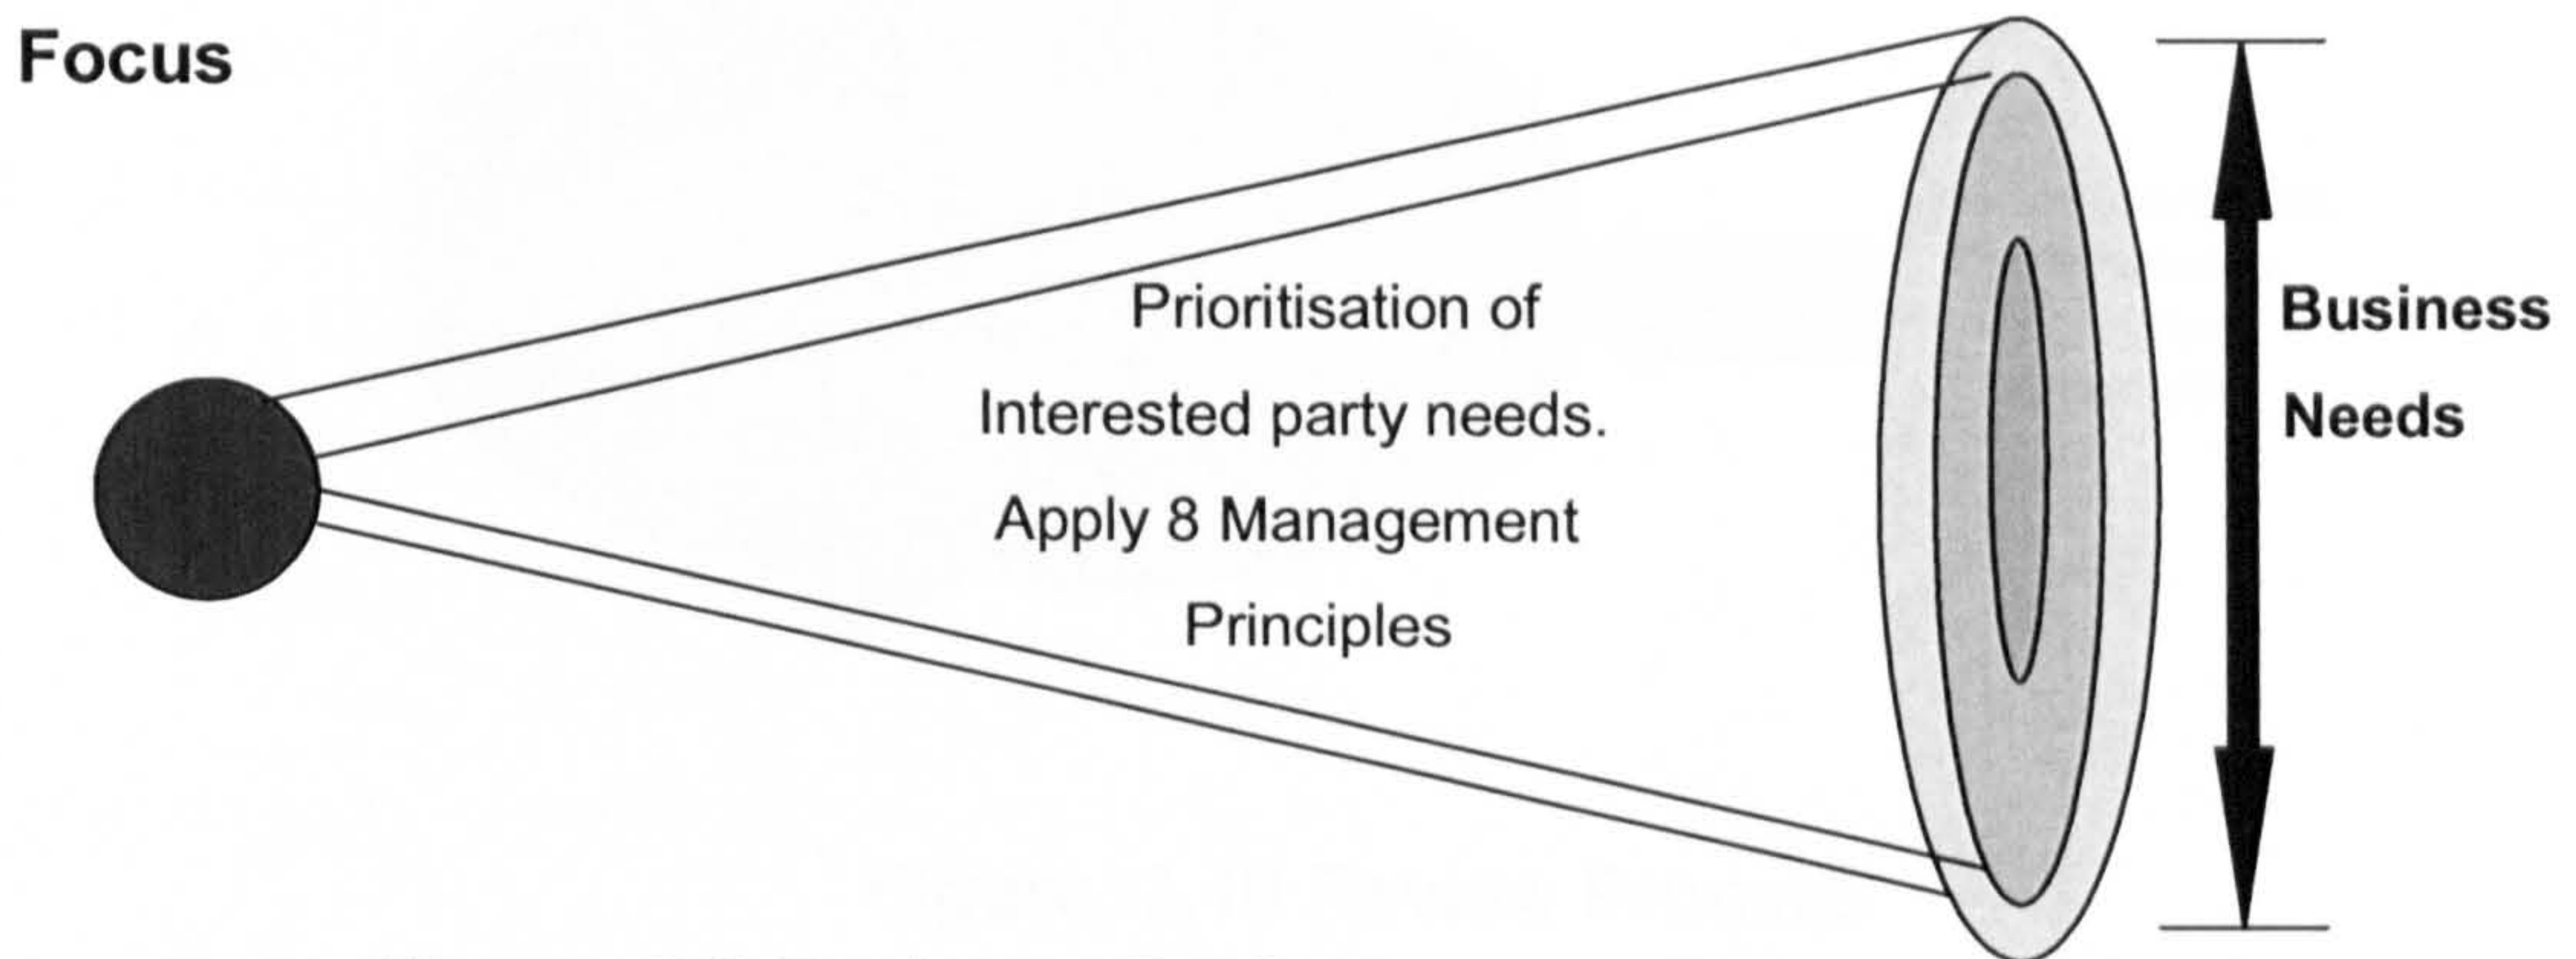 Focus
Prioritisation of
Interested party needs.
Apply 8 Management
Principles
Business
Needs